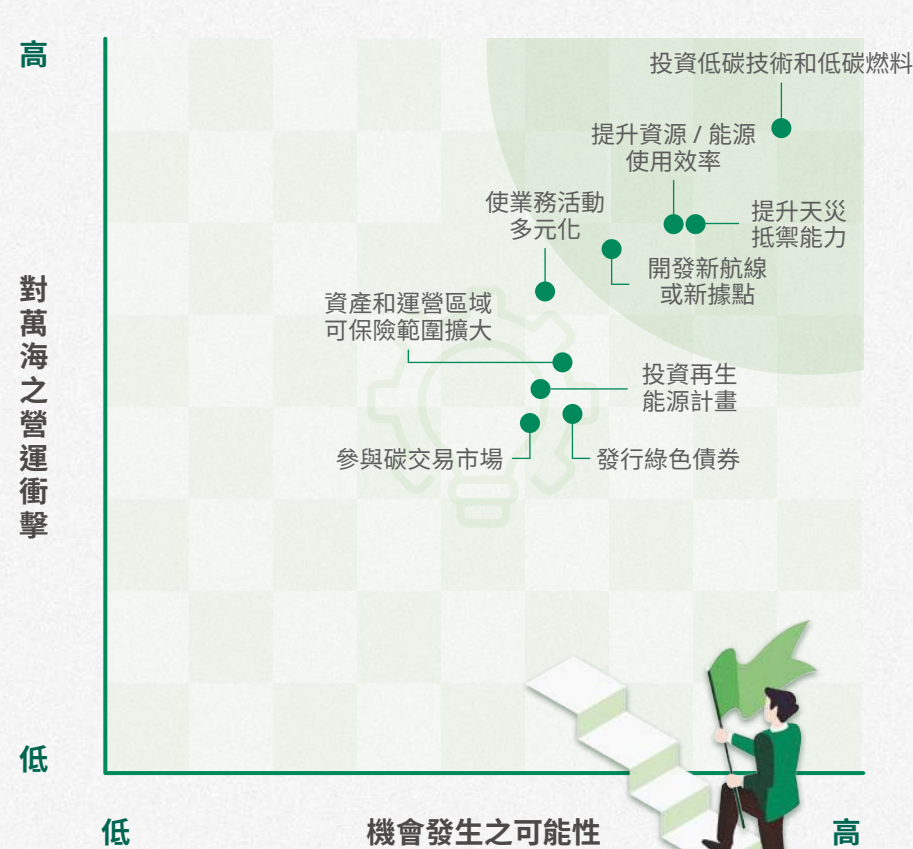 高
投資低碳技術和低碳燃料
提升資源 / 能源
使用效率
使業務活動
多元化
提升天災
抵禦能力
開發新航線
或新據點
資產和運營區域
可保險範圍擴大
投資再生
能源計畫
參與碳交易市場
發行綠色債券
對萬海之營運衝擊
低
低
機會發生之可能性
高